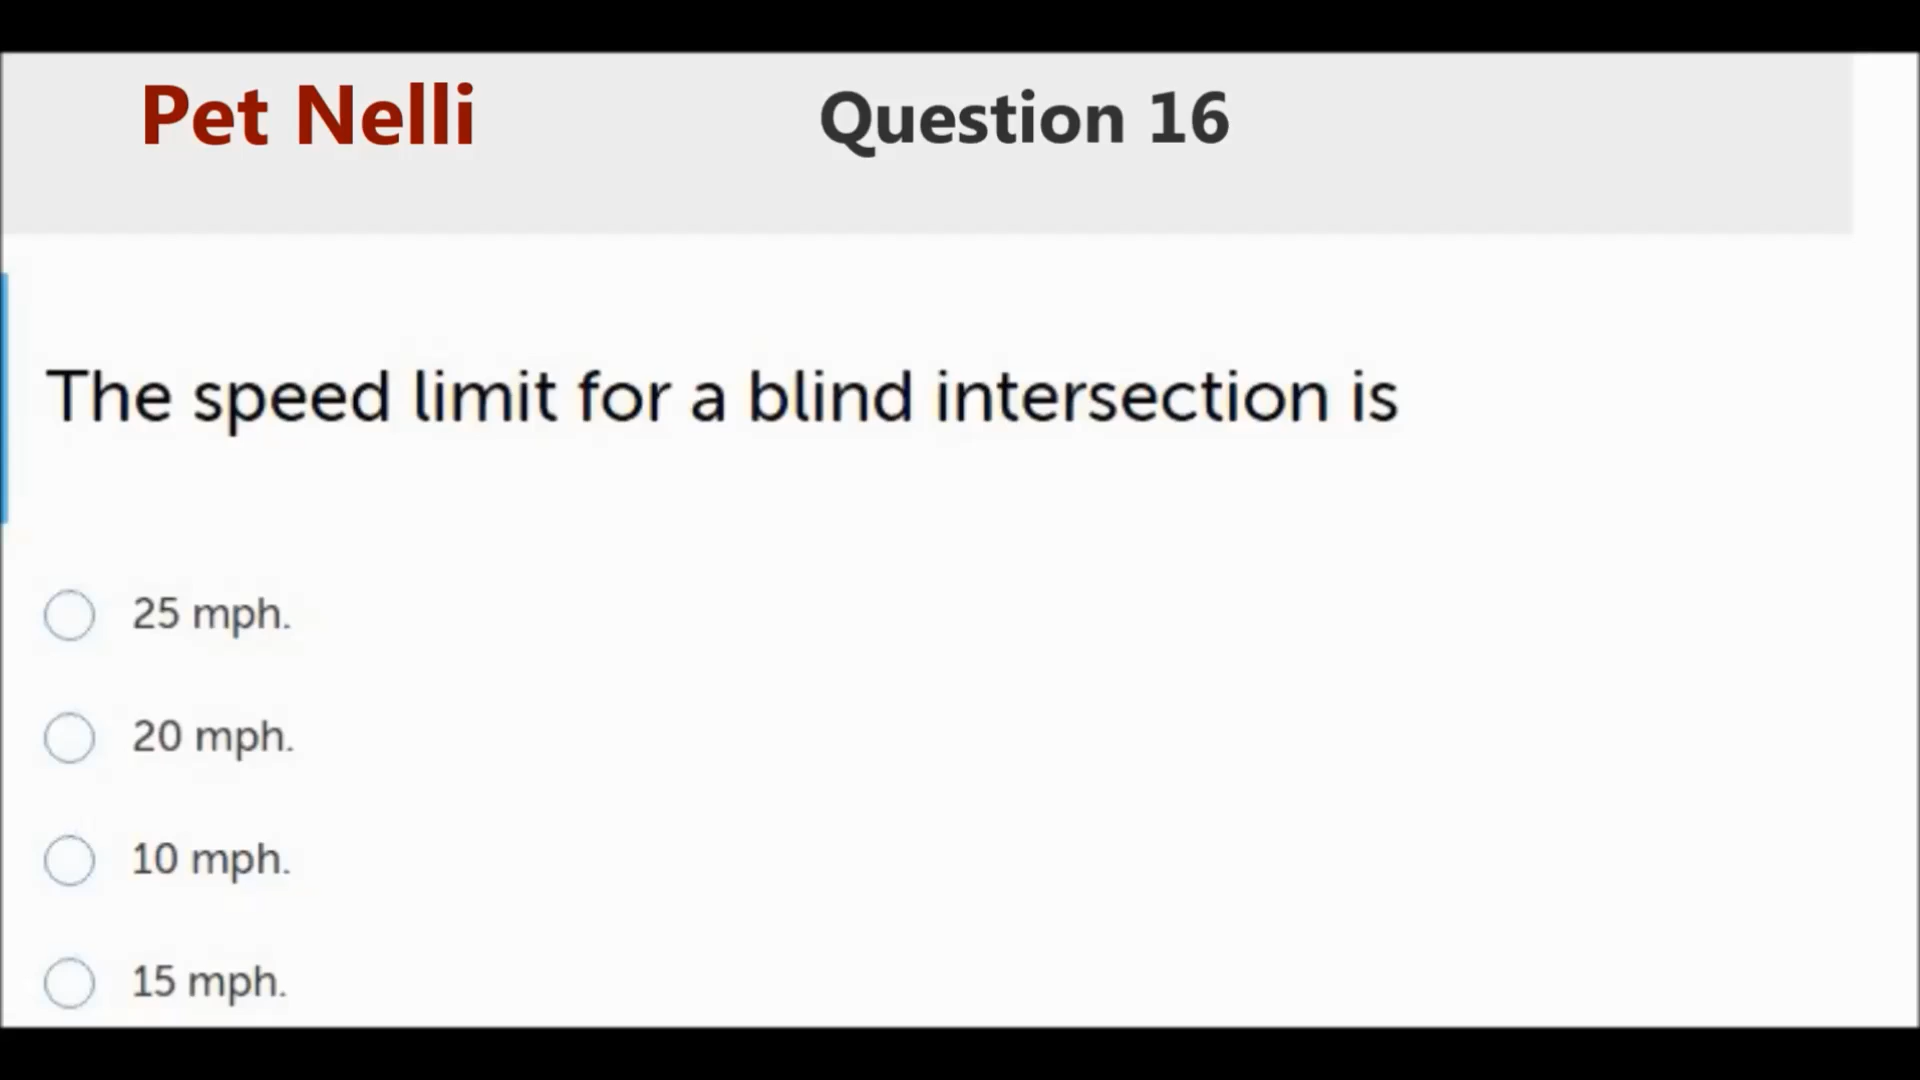 Pet Nelli
Question 16
The speed limit for a blind intersection is
25 mph.
20 mph.
10 mph.
15 mph.